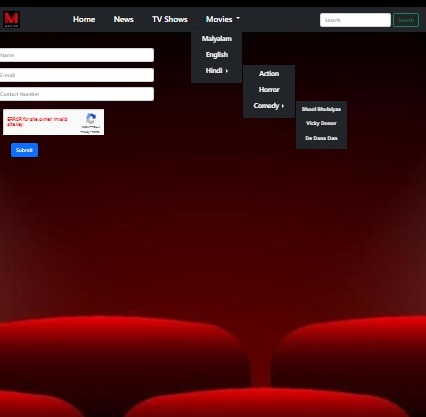 Home News TV Shows Movies Search Search
Malyalam
English
Hindi
Action
Horror
Comedy
Bhool Bhulaiyaa
Vicky Donor
De Dana Dan
Name
E-mail
Contact Number
ERROR for site owner: Invalid
site key
Submit